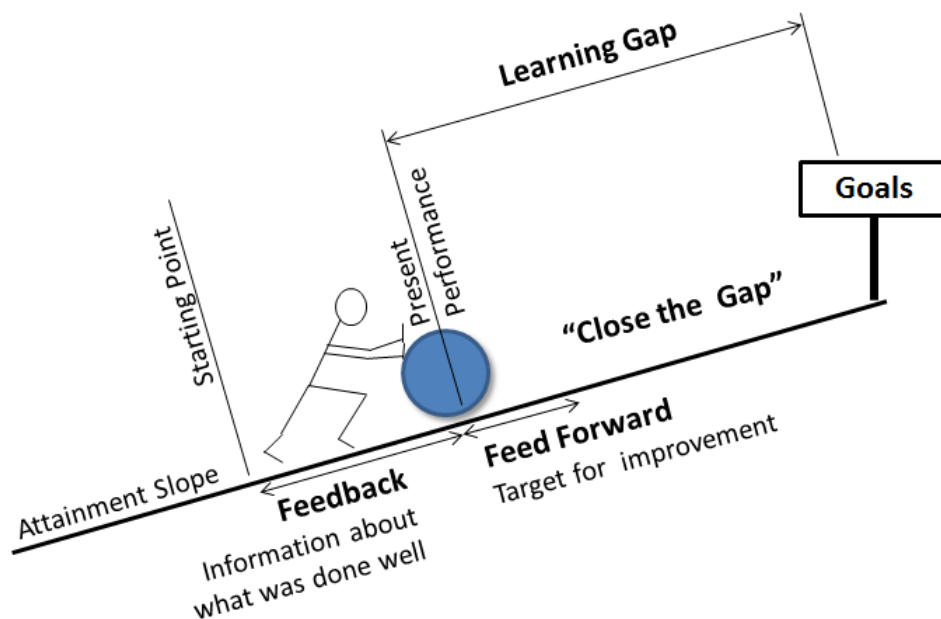 Learning Gap
Goals
Starting Point
Present
Performance
“Close the Gap”
Attainment Slope
Feedback
Information about
what was done well
Feed Forward
Target for improvement